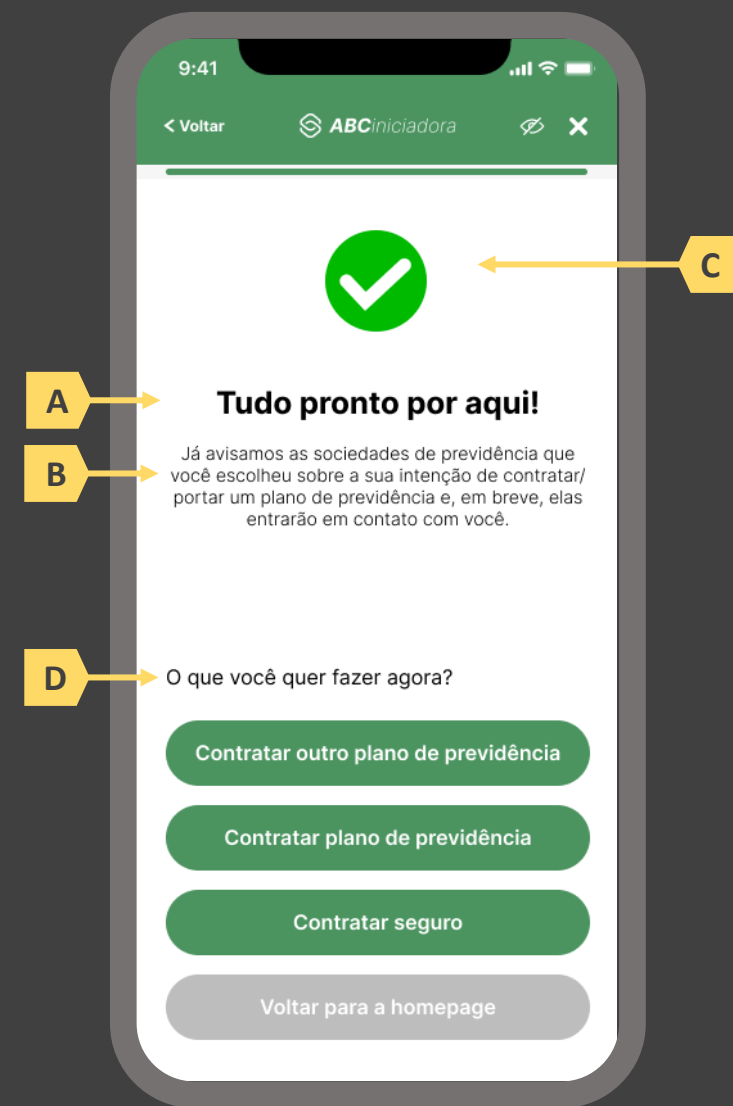 9:41
< Voltar
ABCiniciadora
C
A
Tudo pronto por aqui!
B
Já avisamos as sociedades de previdência que
você escolheu sobre a sua intenção de contratar/
portar um plano de previdência e, em breve, elas
entrarão em contato com você.
D
O que você quer fazer agora?
Contratar outro plano de previdência
Contratar plano de previdência
Contratar seguro
Voltar para a homepage